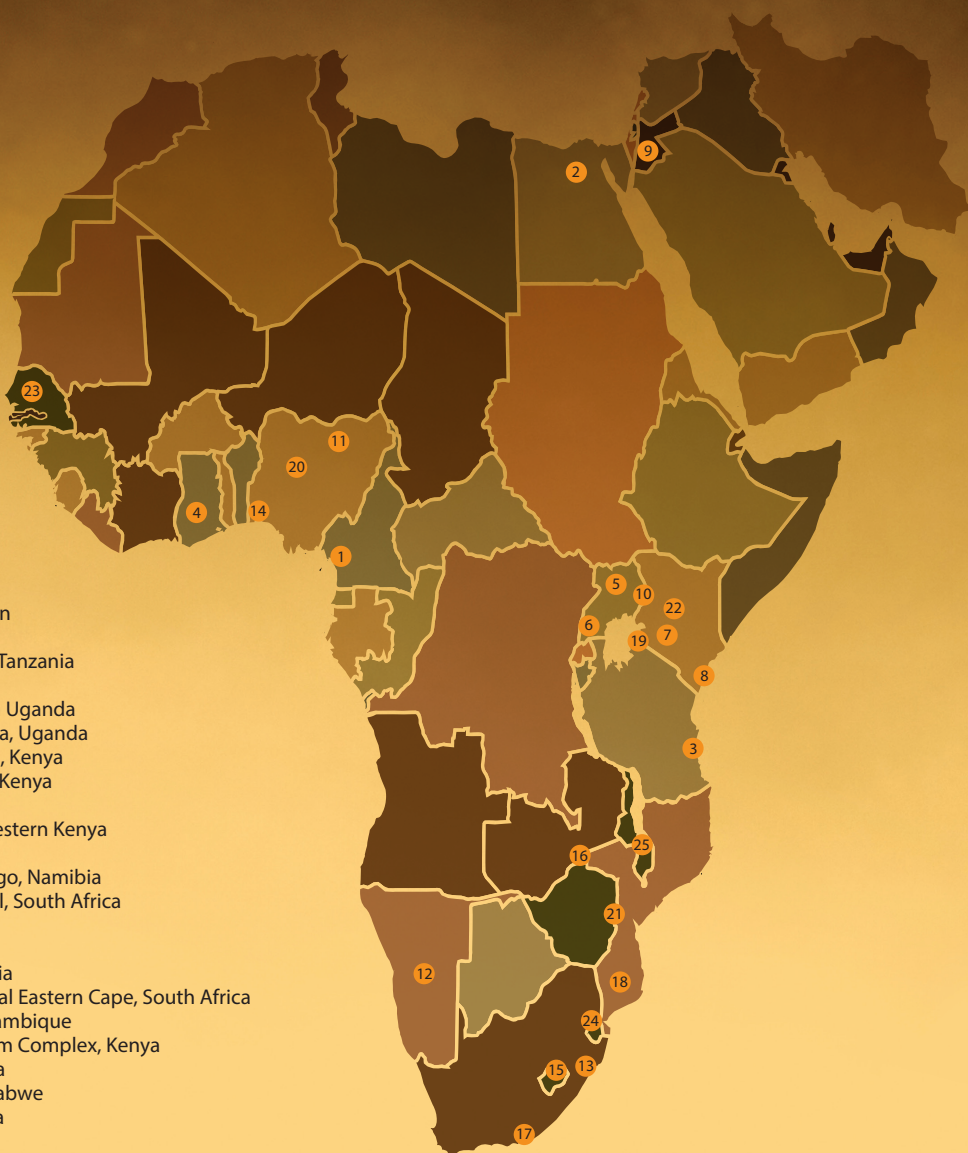 9
2
23
11
20
4
14
1
5
10
22
6
7
19
8
3
25
16
21
12
18
24
13
15
17
n
Tanzania
, Uganda
a, Uganda
, Kenya
Kenya
estern Kenya
go, Namibia
l, South Africa
ia
al Eastern Cape, South Africa
ambique
m Complex, Kenya
a
abwe
a